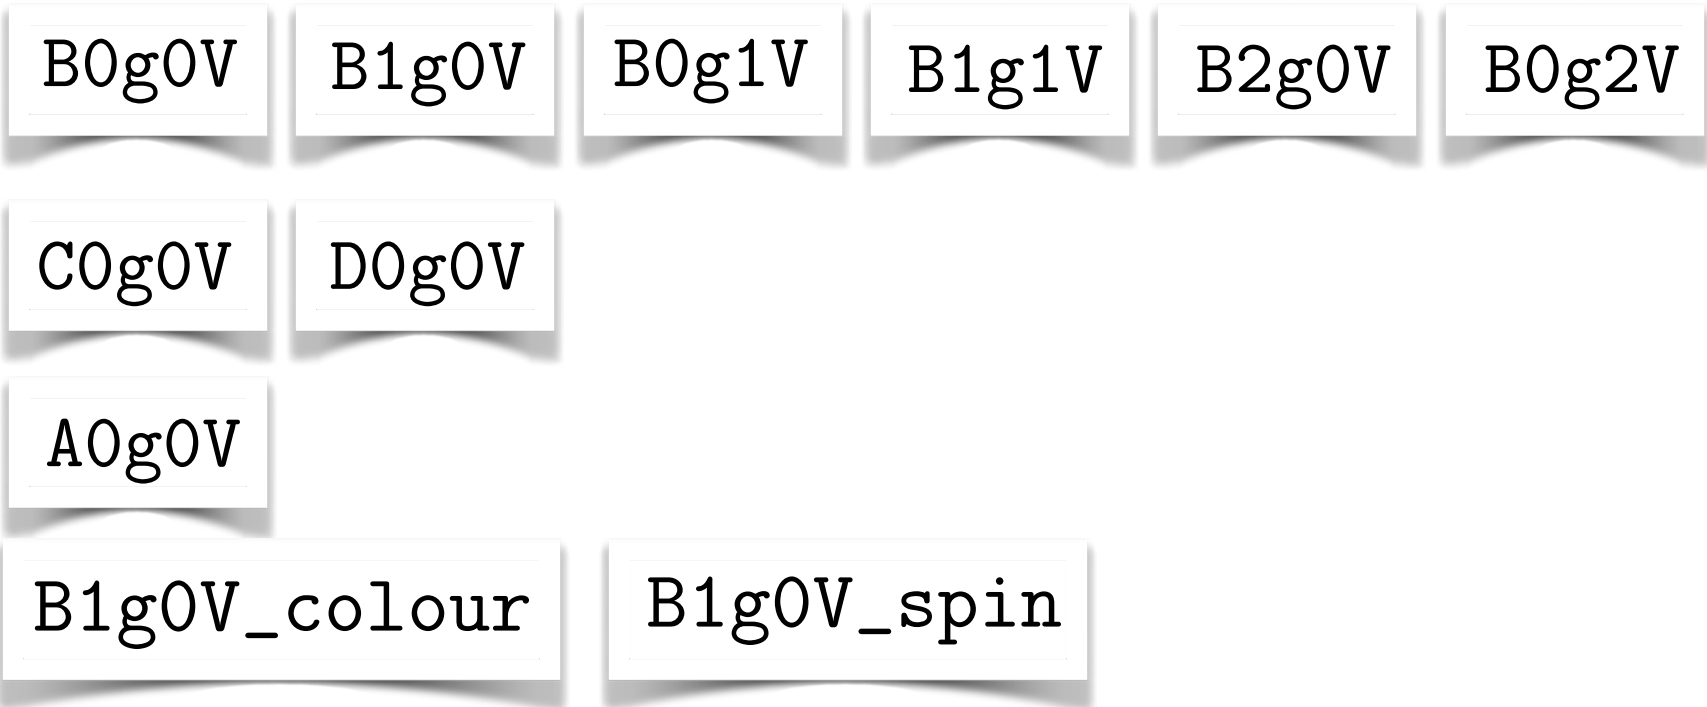 B0g0V B1g0V B0g1V B1g1V B2g0V B0g2V
C0g0V D0g0V
A0g0V
B1g0V_colour B1g0V_spin